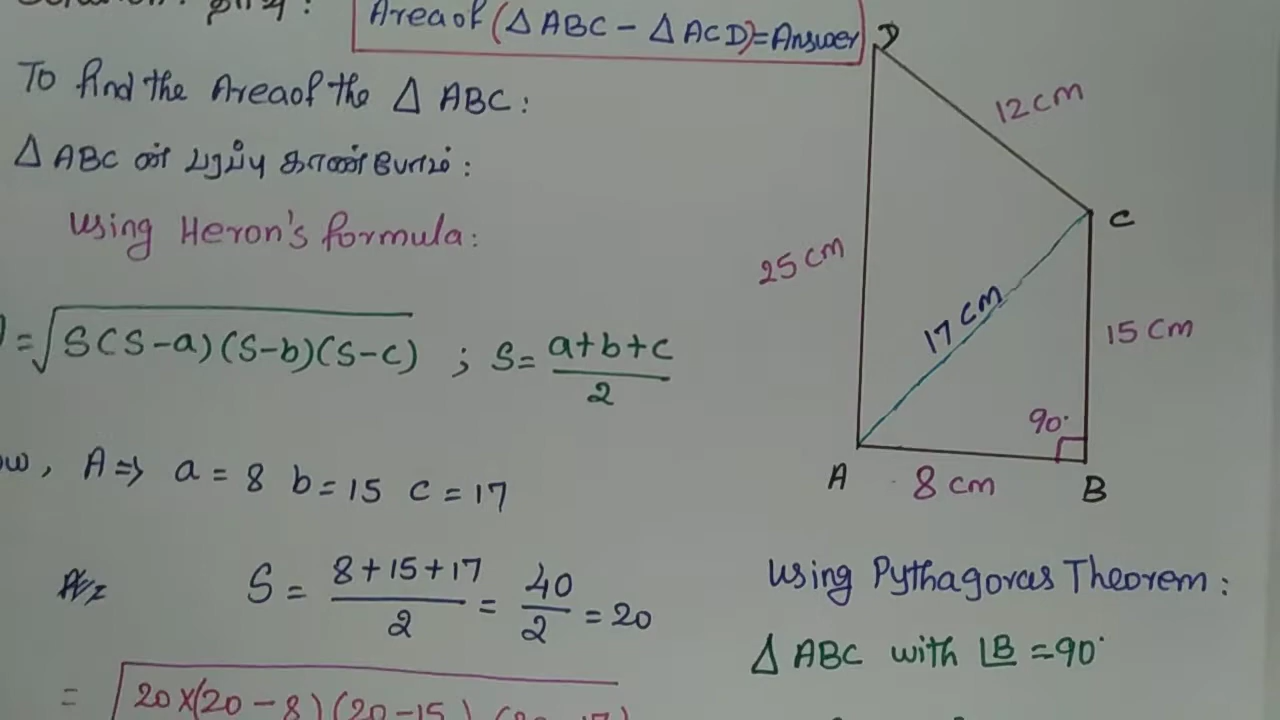 Area of (Δ ABC - Δ ACD) = Answer
To find the Area of the Δ ABC :
Δ ABC ன் பரப்பு காண்போம் :
Using Heron's formula :
= √S(S-a)(S-b)(S-c) ; S = a+b+c / 2
A ⇒ a = 8 b = 15 c = 17
S = 8+15+17 / 2 = 40 / 2 = 20
= √20×(20-8)(20-15)
D
12 cm
C
25 cm
17 cm
15 cm
90°
A
8 cm
B
Using Pythagoras Theorem :
Δ ABC with ∠B = 90°